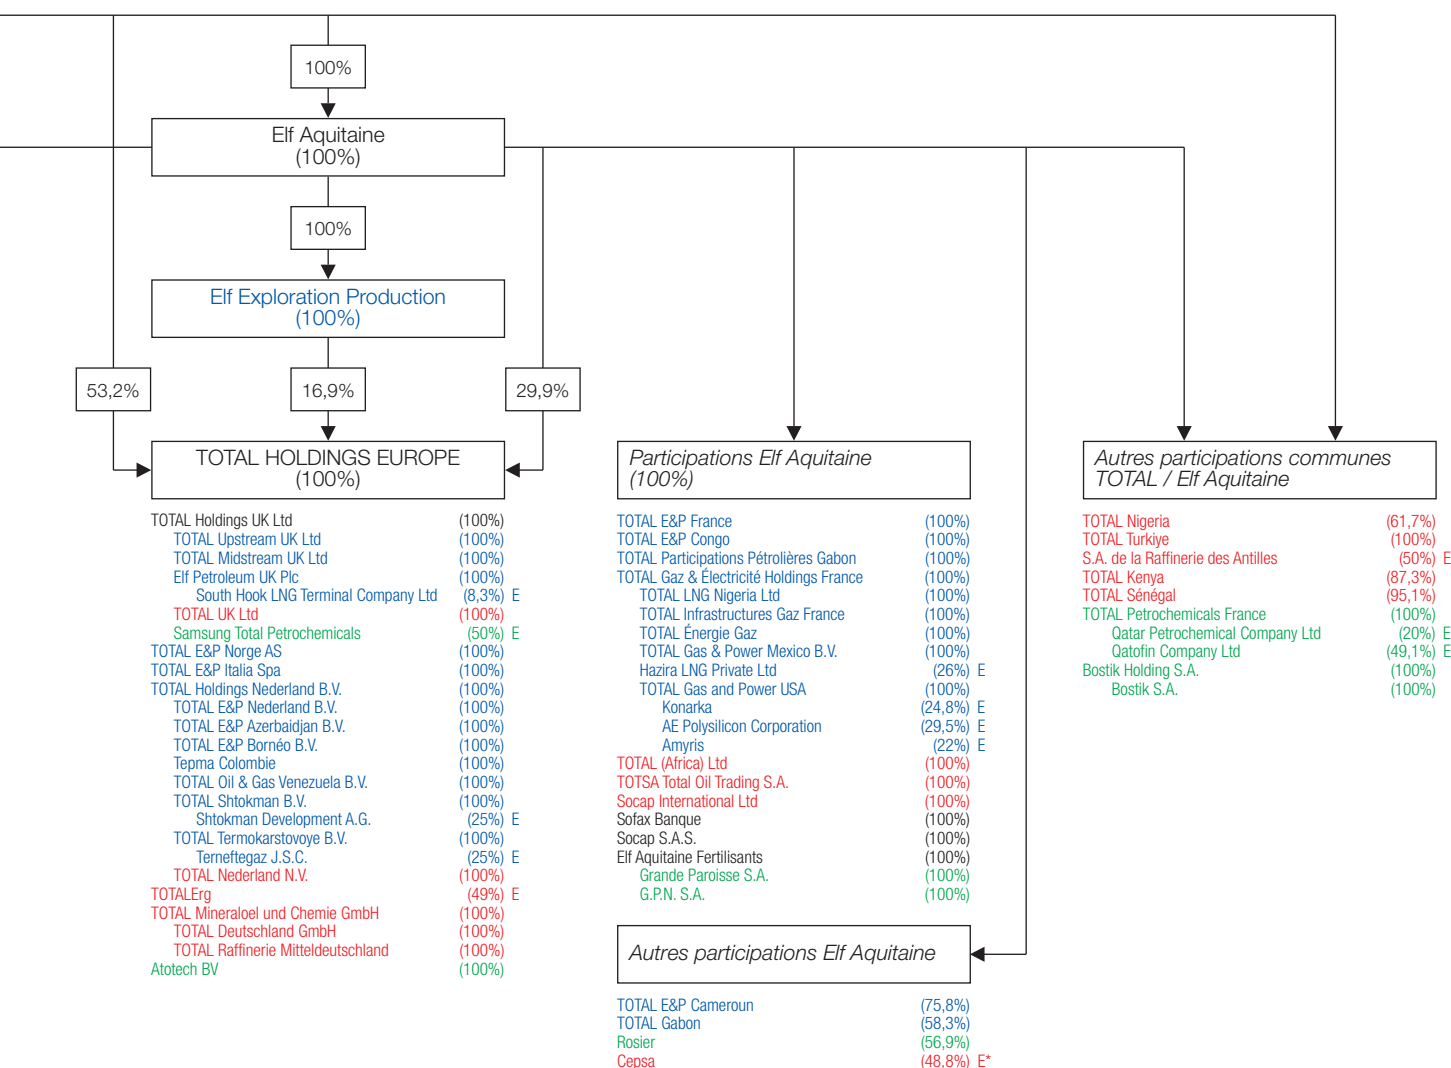 100%
Elf Aquitaine
(100%)
100%
Elf Exploration Production
(100%)
53,2%
16,9%
29,9%
TOTAL HOLDINGS EUROPE
(100%)
TOTAL Holdings UK Ltd (100%)
TOTAL Upstream UK Ltd (100%)
TOTAL Midstream UK Ltd (100%)
Elf Petroleum UK Plc (100%)
South Hook LNG Terminal Company Ltd (8,3%) E
TOTAL UK Ltd (100%)
Samsung Total Petrochemicals (50%) E
TOTAL E&P Norge AS (100%)
TOTAL E&P Italia Spa (100%)
TOTAL Holdings Nederland B.V. (100%)
TOTAL E&P Nederland B.V. (100%)
TOTAL E&P Azerbaidjan B.V. (100%)
TOTAL E&P Bornéo B.V. (100%)
Tepma Colombie (100%)
TOTAL Oil & Gas Venezuela B.V. (100%)
TOTAL Shtokman B.V. (100%)
Shtokman Development A.G. (25%) E
TOTAL Termokarstovoye B.V. (100%)
Terneftegaz J.S.C. (25%) E
TOTAL Nederland N.V. (100%)
TOTALErg (49%) E
TOTAL Mineraloel und Chemie GmbH (100%)
TOTAL Deutschland GmbH (100%)
TOTAL Raffinerie Mitteldeutschland (100%)
Atotech BV (100%)
Participations Elf Aquitaine
(100%)
TOTAL E&P France (100%)
TOTAL E&P Congo (100%)
TOTAL Participations Pétrolières Gabon (100%)
TOTAL Gaz & Électricité Holdings France (100%)
TOTAL LNG Nigeria Ltd (100%)
TOTAL Infrastructures Gaz France (100%)
TOTAL Énergie Gaz (100%)
TOTAL Gas & Power Mexico B.V. (100%)
Hazira LNG Private Ltd (26%) E
TOTAL Gas and Power USA (100%)
Konarka (24,8%) E
AE Polysilicon Corporation (29,5%) E
Amyris (22%) E
TOTAL (Africa) Ltd (100%)
TOTSA Total Oil Trading S.A. (100%)
Socap International Ltd (100%)
Sofax Banque (100%)
Socap S.A.S. (100%)
Elf Aquitaine Fertilisants (100%)
Grande Paroisse S.A. (100%)
G.P.N. S.A. (100%)
Autres participations Elf Aquitaine
TOTAL E&P Cameroun (75,8%)
TOTAL Gabon (58,3%)
Rosier (56,9%)
Cepsa (48,8%) E*
Autres participations communes
TOTAL / Elf Aquitaine
TOTAL Nigeria (61,7%)
TOTAL Turkiye (100%)
S.A. de la Raffinerie des Antilles (50%) E
TOTAL Kenya (87,3%)
TOTAL Sénégal (95,1%)
TOTAL Petrochemicals France (100%)
Qatar Petrochemical Company Ltd (20%) E
Qatofin Company Ltd (49,1%) E
Bostik Holding S.A. (100%)
Bostik S.A. (100%)